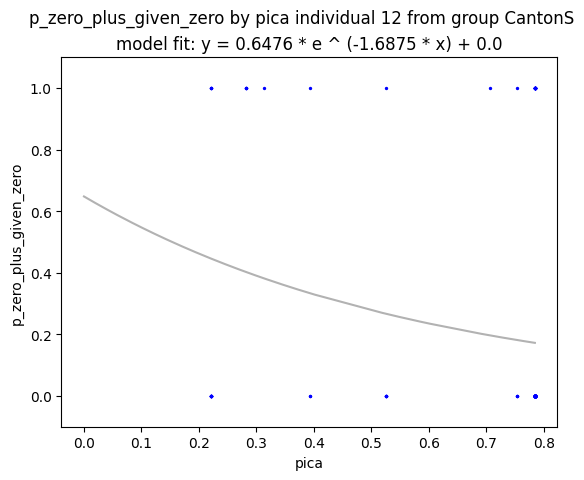 p_zero_plus_given_zero by pica individual 12 from group CantonS
model fit: y = 0.6476 * e ^ (-1.6875 * x) + 0.0
1.0
0.8
0.6
0.4
0.2
0.0
p_zero_plus_given_zero
0.0 0.1 0.2 0.3 0.4 0.5 0.6 0.7 0.8
pica